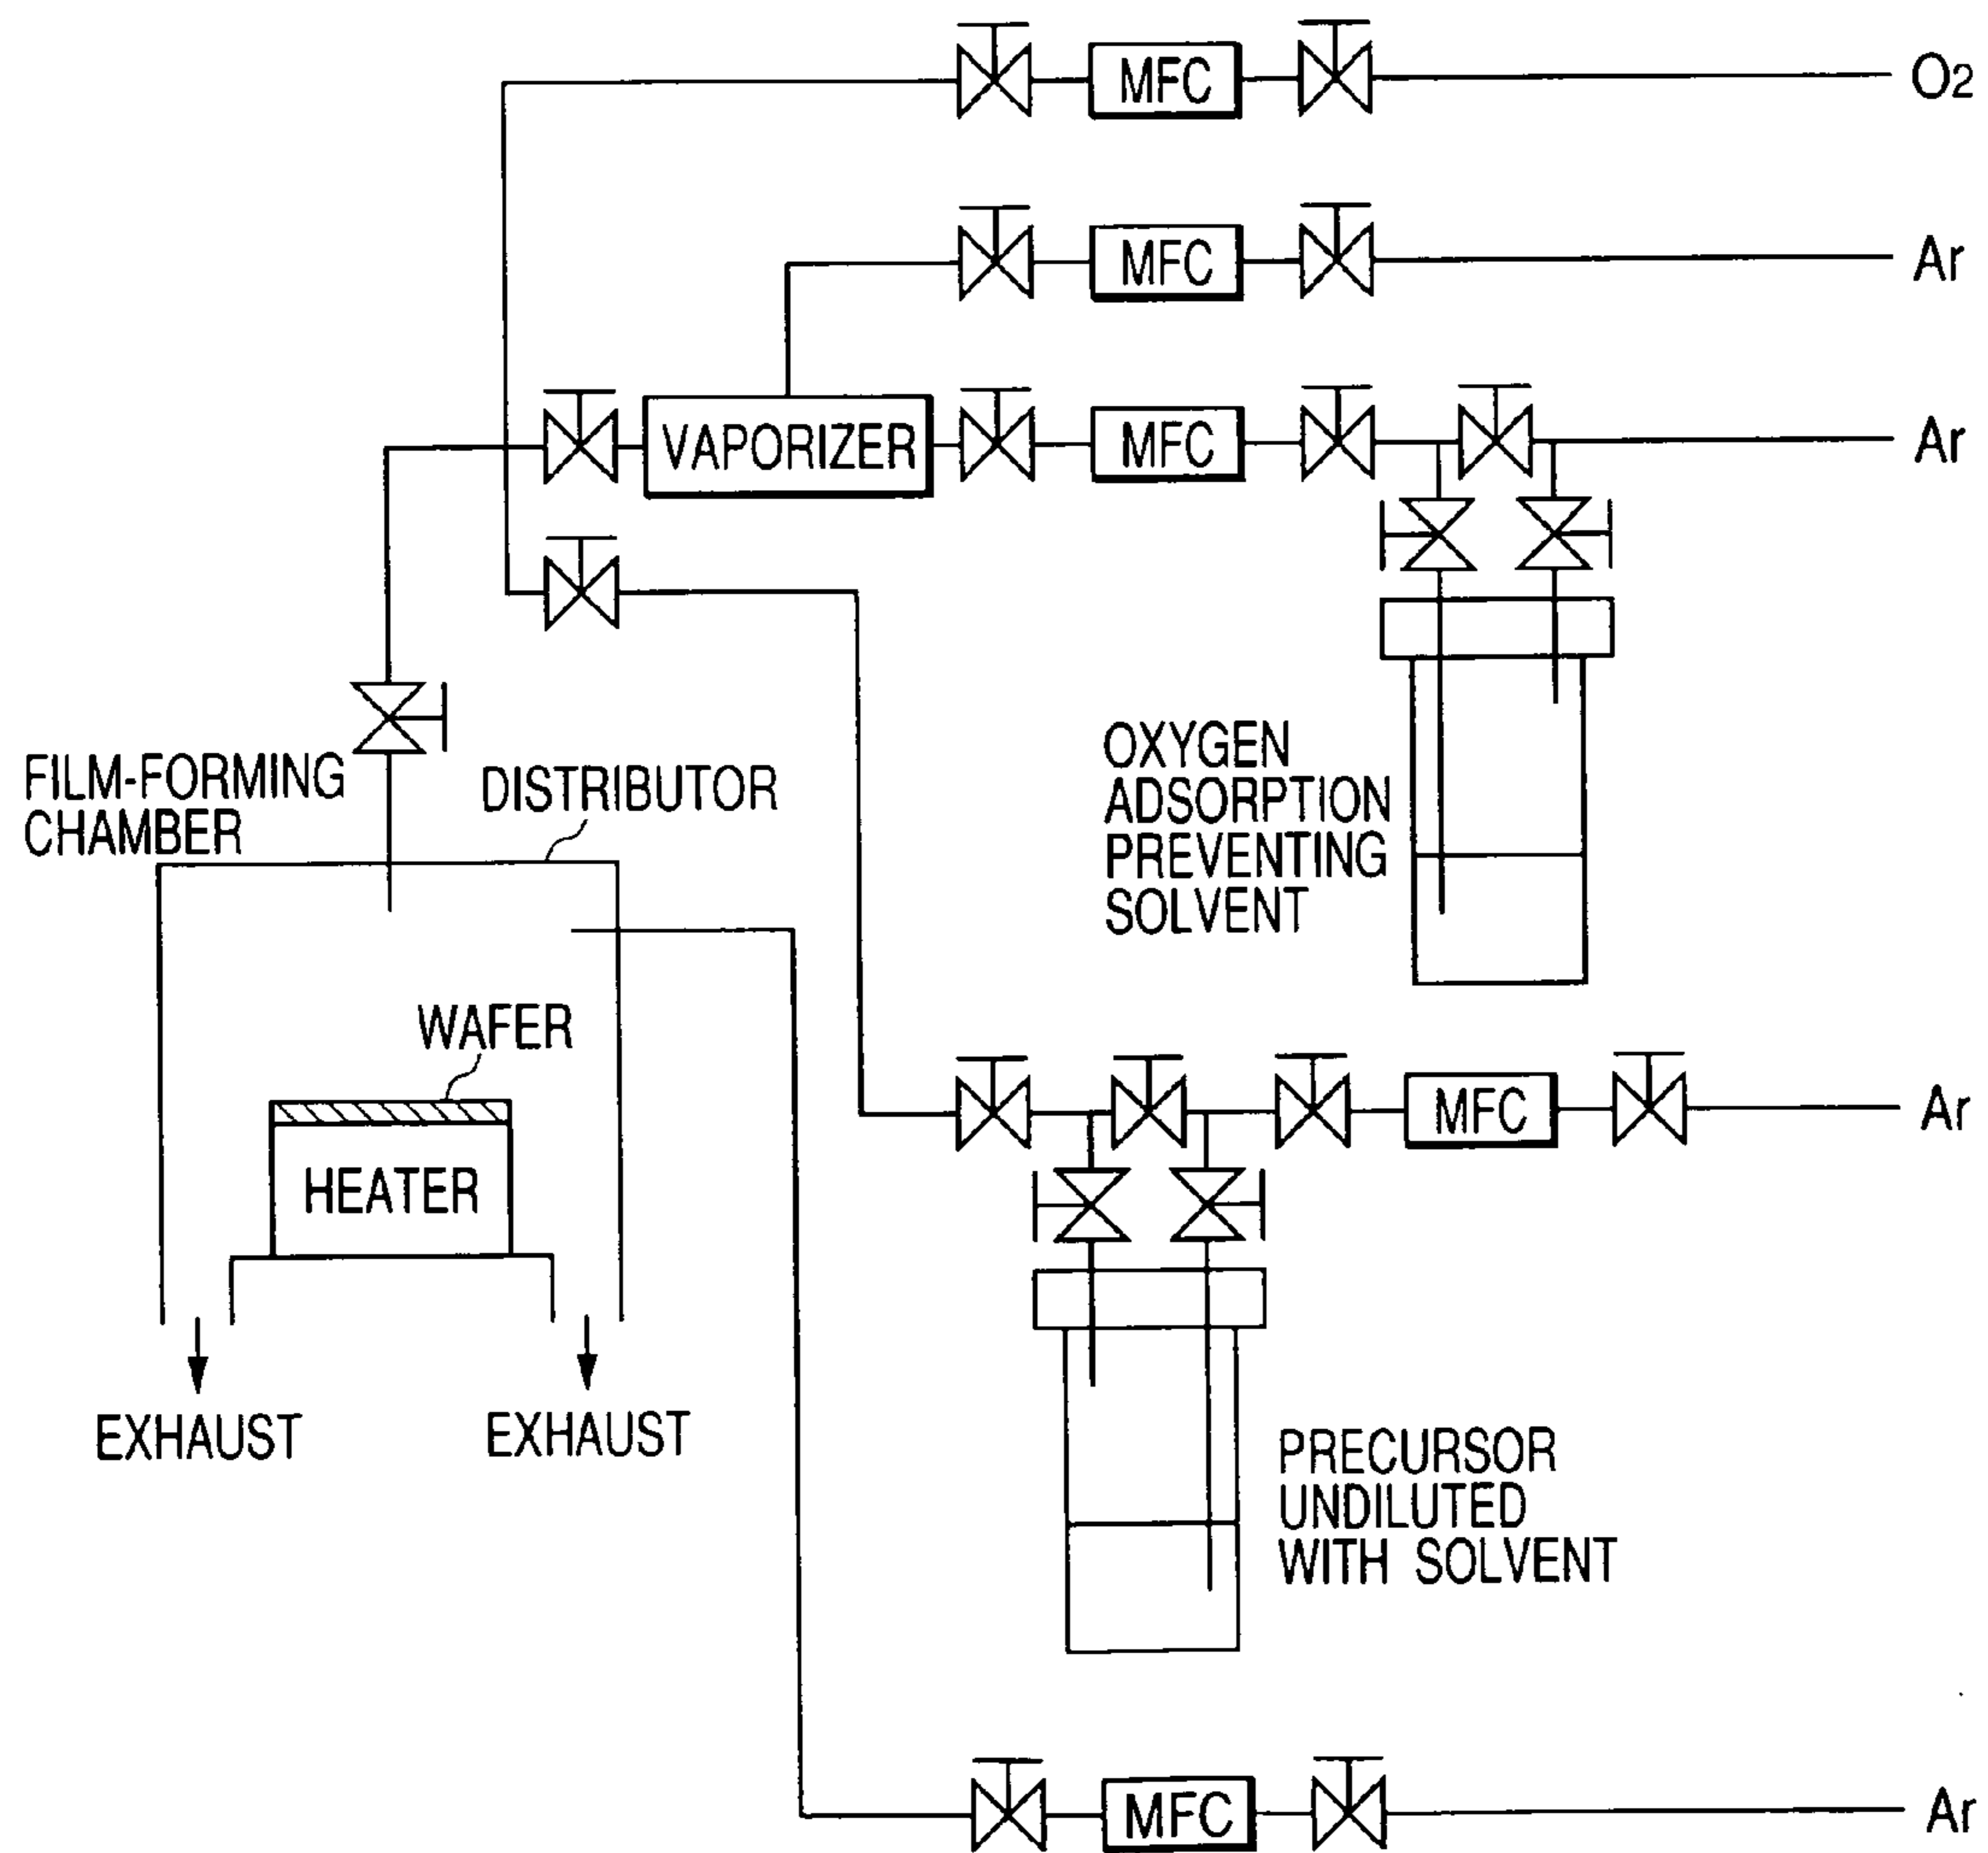 MFC
O2
MFC
Ar
VAPORIZER
MFC
Ar
OXYGEN
ADSORPTION
PREVENTING
SOLVENT
FILM-FORMING
CHAMBER
DISTRIBUTOR
WAFER
HEATER
EXHAUST
EXHAUST
MFC
Ar
PRECURSOR
UNDILUTED
WITH SOLVENT
MFC
Ar